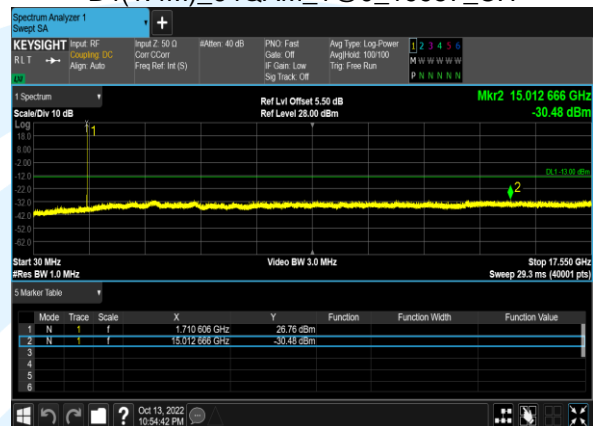 Spectrum Analyzer 1
Swept SA
+
KEYSIGHT Input: RF Input Z: 50 Ω #Atten: 40 dB PNO: Fast Avg Type: Log-Power 1 2 3 4 5 6
R L T Coupling: DC Corr CCorr Gate: Off Avg|Hold: 100/100 M W W W W W
Align: Auto Freq Ref: Int (S) IF Gain: Low Trig: Free Run
Sig Track: Off P N N N N N
1 Spectrum
Ref Lvl Offset 5.50 dB Mkr2 15.012 666 GHz
Scale/Div 10 dB Ref Level 28.00 dBm -30.48 dBm
Log
18.0
1
8.00
-2.00
-12.0
DL1 -13.00 dBm
-22.0
2
-32.0
-42.0
-52.0
-62.0
Start 30 MHz Video BW 3.0 MHz Stop 17.550 GHz
#Res BW 1.0 MHz Sweep 29.3 ms (40001 pts)
5 Marker Table
Mode Trace Scale X Y Function Function Width Function Value
1 N 1 f 1.710 606 GHz 26.76 dBm
2 N 1 f 15.012 666 GHz -30.48 dBm
3
4
5
6
? Oct 13, 2022
10:54:42 PM